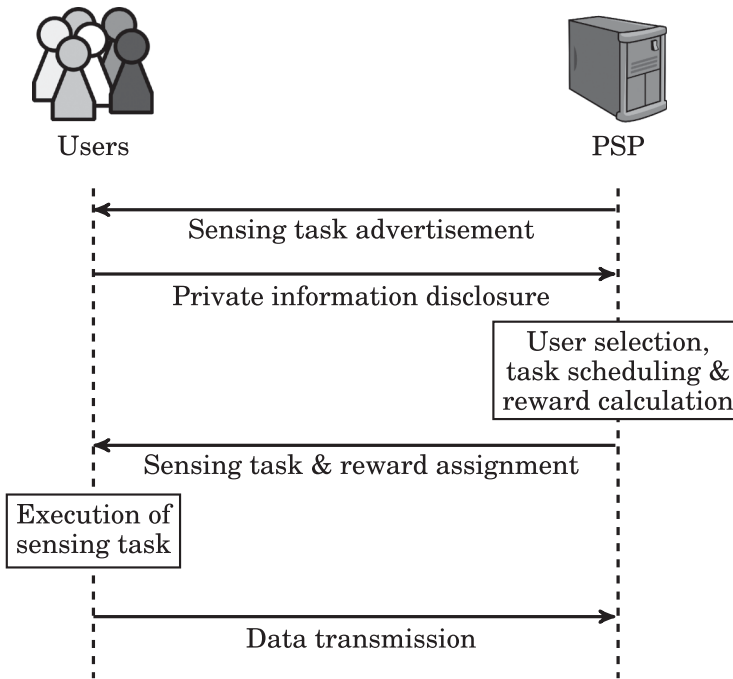 Users
PSP
Sensing task advertisement
Private information disclosure
User selection,
task scheduling &
reward calculation
Sensing task & reward assignment
Execution of
sensing task
Data transmission